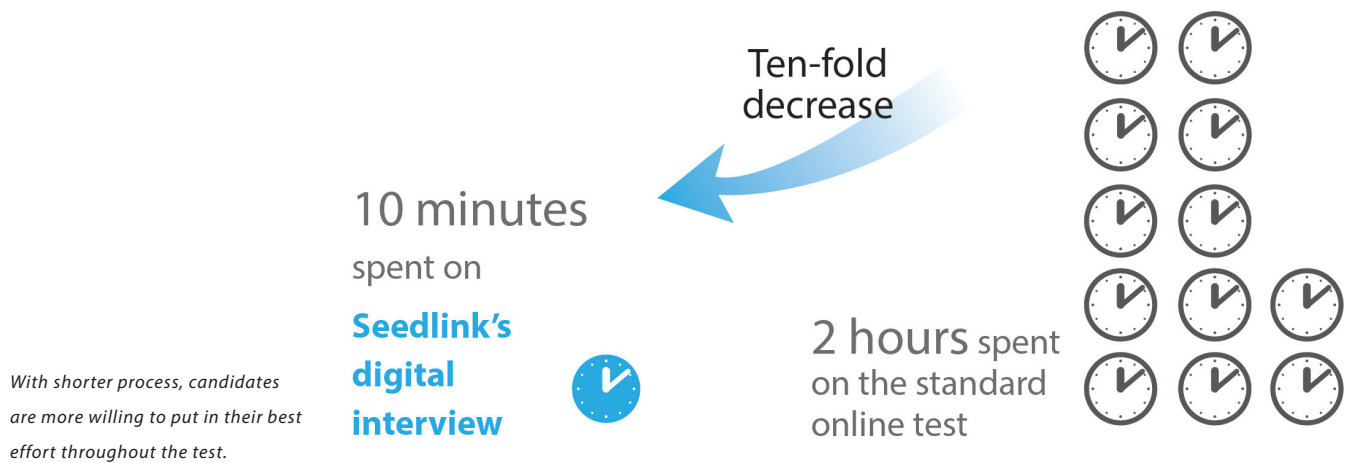 Ten-fold
decrease
10 minutes
spent on
Seedlink’s
digital
interview
2 hours spent
on the standard
online test
With shorter process, candidates
are more willing to put in their best
effort throughout the test.